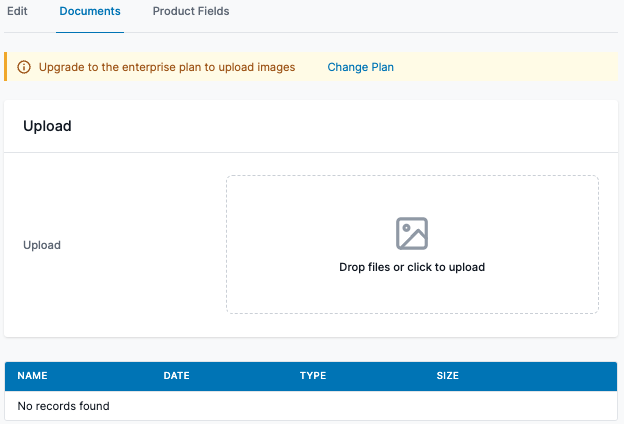 Edit Documents Product Fields
Upgrade to the enterprise plan to upload images Change Plan
Upload
Upload
Drop files or click to upload
NAME DATE TYPE SIZE
No records found